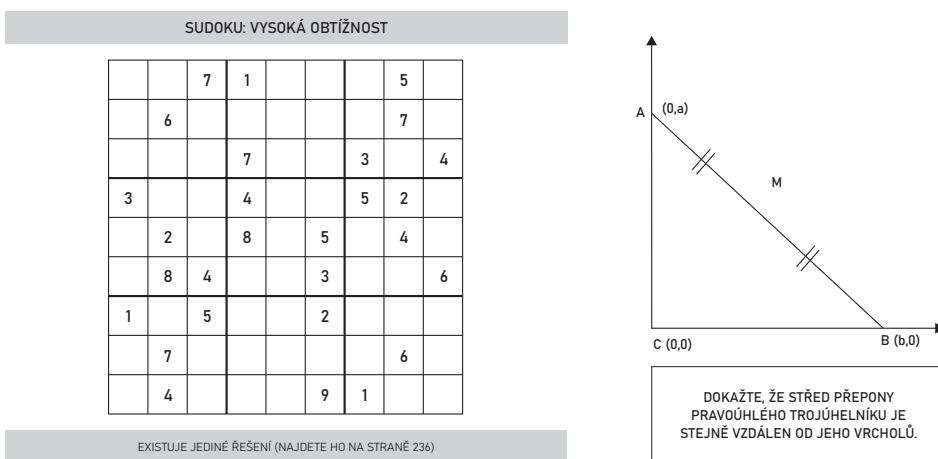 SUDOKU: VYSOKÁ OBTÍŽNOST
7 1 5
6 7
7 3 4
3 4 5 2
2 8 5 4
8 4 3 6
1 5 2
7 6
4 9 1
EXISTUJE JEDINÉ ŘEŠENÍ (NAJDETE HO NA STRANĚ 236)
A (0,a)
M
C (0,0) B (b,0)
DOKAŽTE, ŽE STŘED PŘEPONY
PRAVOÚHLÉHO TROJÚHELNÍKU JE
STEJNĚ VZDÁLEN OD JEHO VRCHOLŮ.